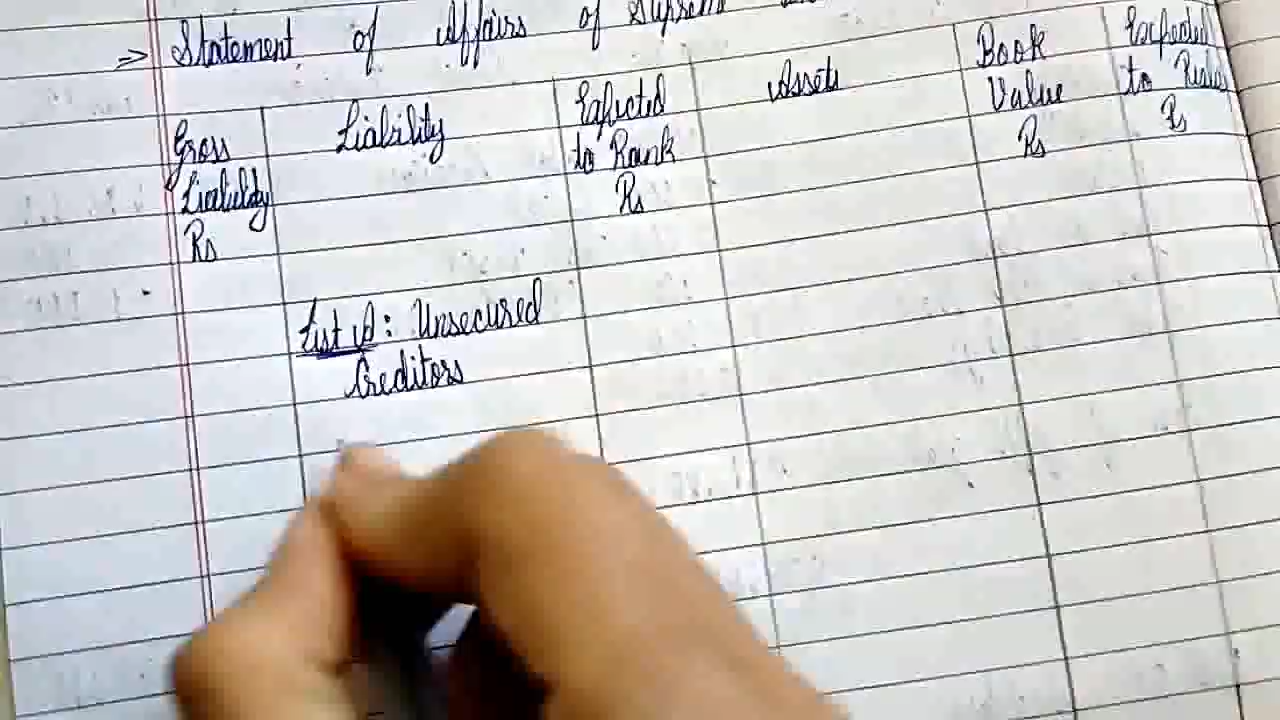 ⇒ Statement of Affairs of
Gross Liability Rs
Liability
Expected to Rank Rs
Assets
Book Value Rs
Expected to Rs
List A: Unsecured
Creditors